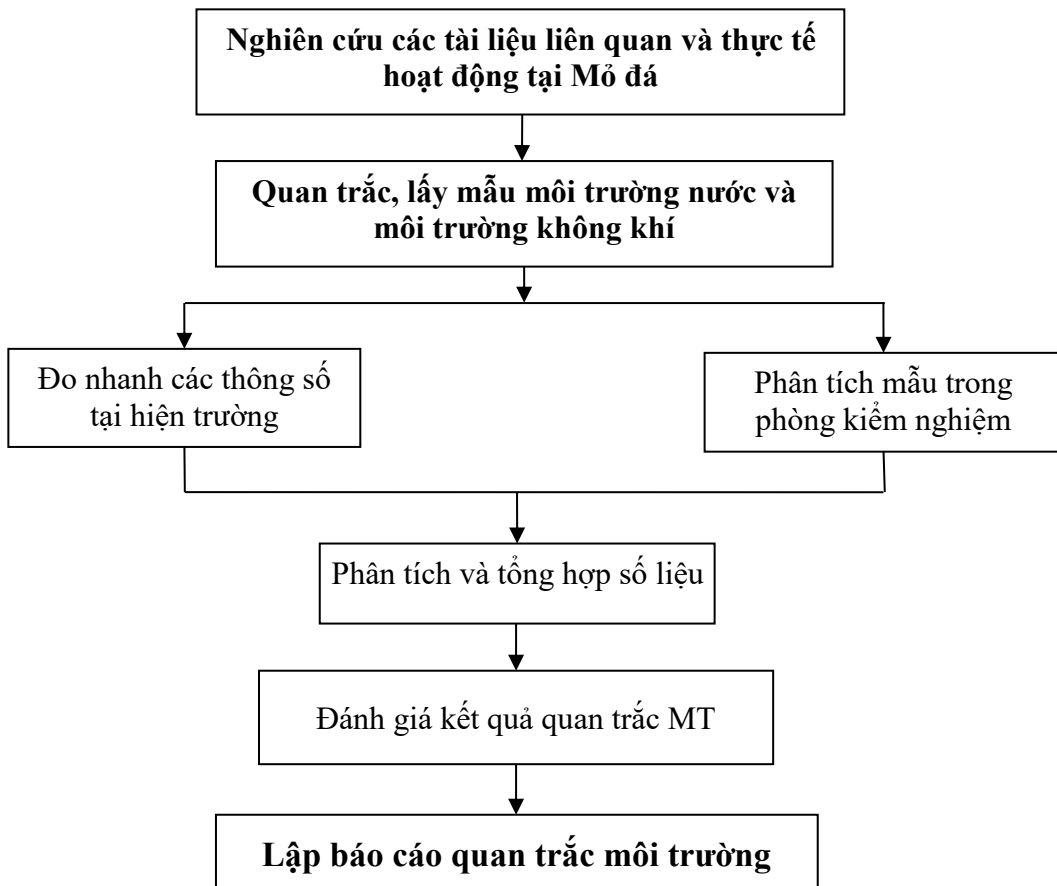 Nghiên cứu các tài liệu liên quan và thực tế
hoạt động tại Mỏ đá
Quan trắc, lấy mẫu môi trường nước và
môi trường không khí
Đo nhanh các thông số
tại hiện trường
Phân tích mẫu trong
phòng kiểm nghiệm
Phân tích và tổng hợp số liệu
Đánh giá kết quả quan trắc MT
Lập báo cáo quan trắc môi trường